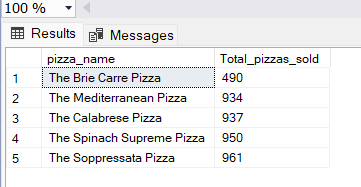 100 %
Results Messages
pizza_name Total_pizzas_sold
1 The Brie Carre Pizza 490
2 The Mediterranean Pizza 934
3 The Calabrese Pizza 937
4 The Spinach Supreme Pizza 950
5 The Soppressata Pizza 961